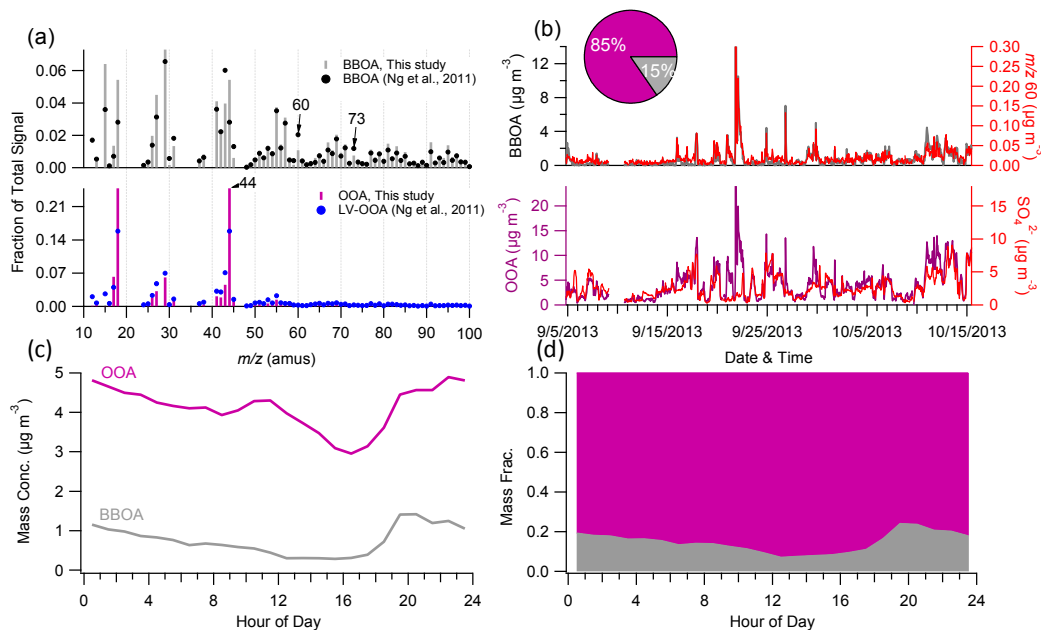 (a)
0.06
0.04
0.02
0.00
BBOA, This study
BBOA (Ng et al., 2011)
60
73
Fraction of Total Signal
0.21
0.14
0.07
0.00
44
OOA, This study
LV-OOA (Ng et al., 2011)
10 20 30 40 50 60 70 80 90 100
m/z (amus)
(b)
85%
15%
BBOA (µg m-3)
12
8
4
0
0.30
0.25
0.20
0.15
0.10
0.05
0.00
m/z 60 (µg m-3)
OOA (µg m-3)
20
15
10
5
0
15
10
5
0
SO42- (µg m-3)
9/5/2013 9/15/2013 9/25/2013 10/5/2013 10/15/2013
Date & Time
(c)
OOA
BBOA
Mass Conc. (µg m-3)
5
4
3
2
1
0
0 4 8 12 16 20 24
Hour of Day
(d)
Mass Frac.
1.0
0.8
0.6
0.4
0.2
0.0
0 4 8 12 16 20 24
Hour of Day